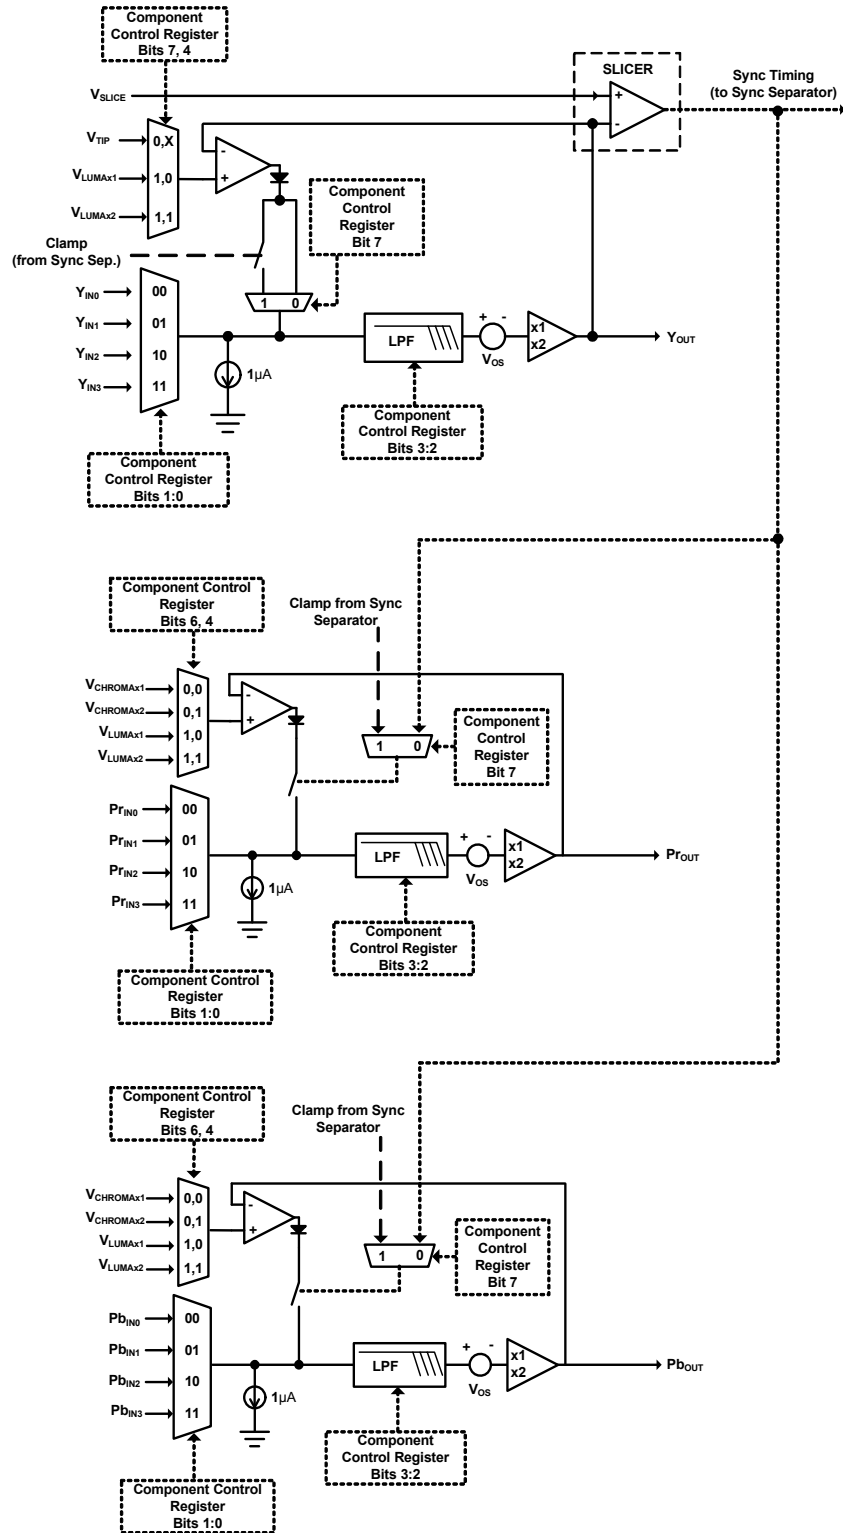 Component
Control Register
Bits 7, 4
SLICER
Sync Timing
(to Sync Separator)
VSLICE
+
-
VTIP
0,X
VLUMAx1
1,0
VLUMAx2
1,1
-
+
Component
Control
Register
Bit 7
Clamp
(from Sync Sep.)
1 0
YIN0
00
YIN1
01
YIN2
10
YIN3
11
1µA
LPF
+ -
VOS
x1
x2
YOUT
Component
Control Register
Bits 3:2
Component
Control Register
Bits 1:0
Component Control
Register
Bits 6, 4
Clamp from Sync
Separator
VCHROMAx1
0,0
VCHROMAx2
0,1
VLUMAx1
1,0
VLUMAx2
1,1
-
+
1 0
Component
Control
Register
Bit 7
PrIN0
00
PrIN1
01
PrIN2
10
PrIN3
11
1µA
LPF
+ -
VOS
x1
x2
PrOUT
Component
Control Register
Bits 3:2
Component Control
Register
Bits 1:0
Component Control
Register
Bits 6, 4
Clamp from Sync
Separator
VCHROMAx1
0,0
VCHROMAx2
0,1
VLUMAx1
1,0
VLUMAx2
1,1
-
+
1 0
Component
Control
Register
Bit 7
PbIN0
00
PbIN1
01
PbIN2
10
PbIN3
11
1µA
LPF
+ -
VOS
x1
x2
PbOUT
Component
Control Register
Bits 3:2
Component Control
Register
Bits 1:0